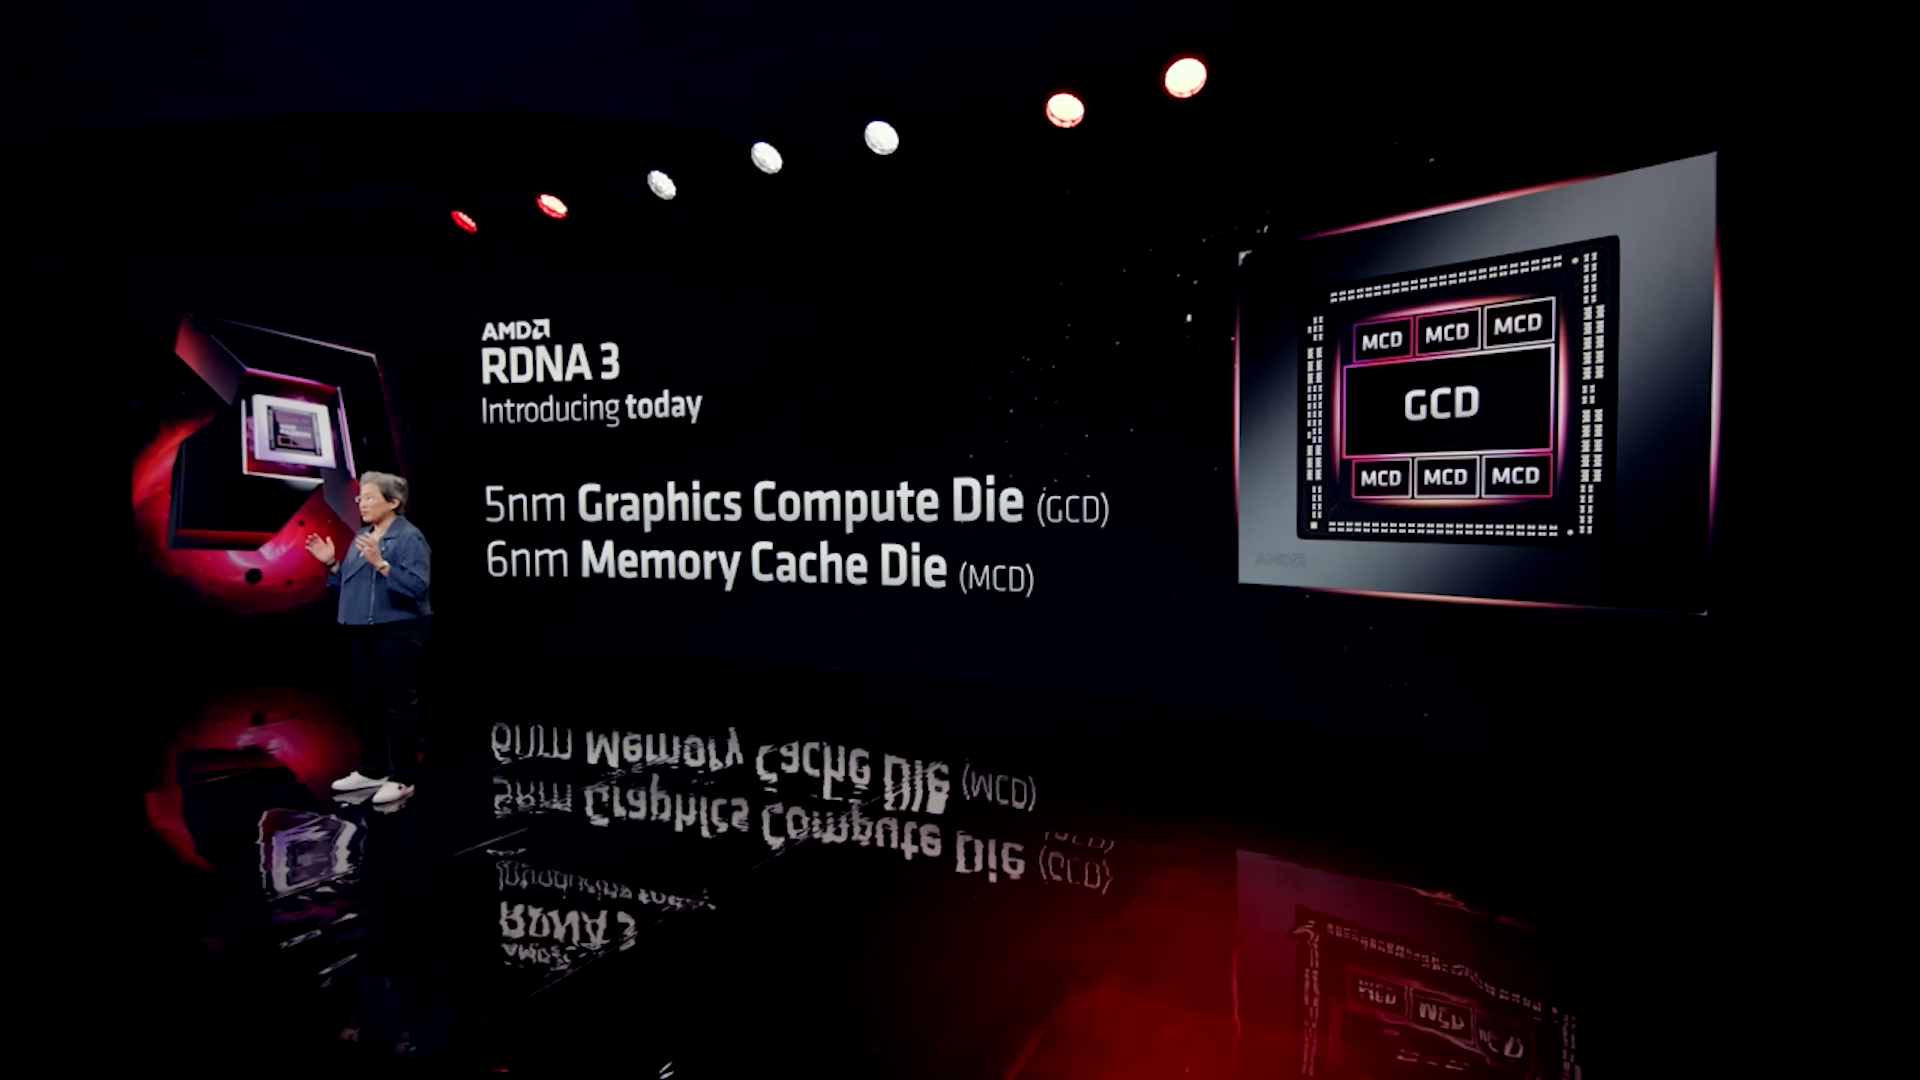 AMD
RDNA 3
Introducing today
5nm Graphics Compute Die (GCD)
6nm Memory Cache Die (MCD)
MCD MCD MCD
GCD
MCD MCD MCD
AMD